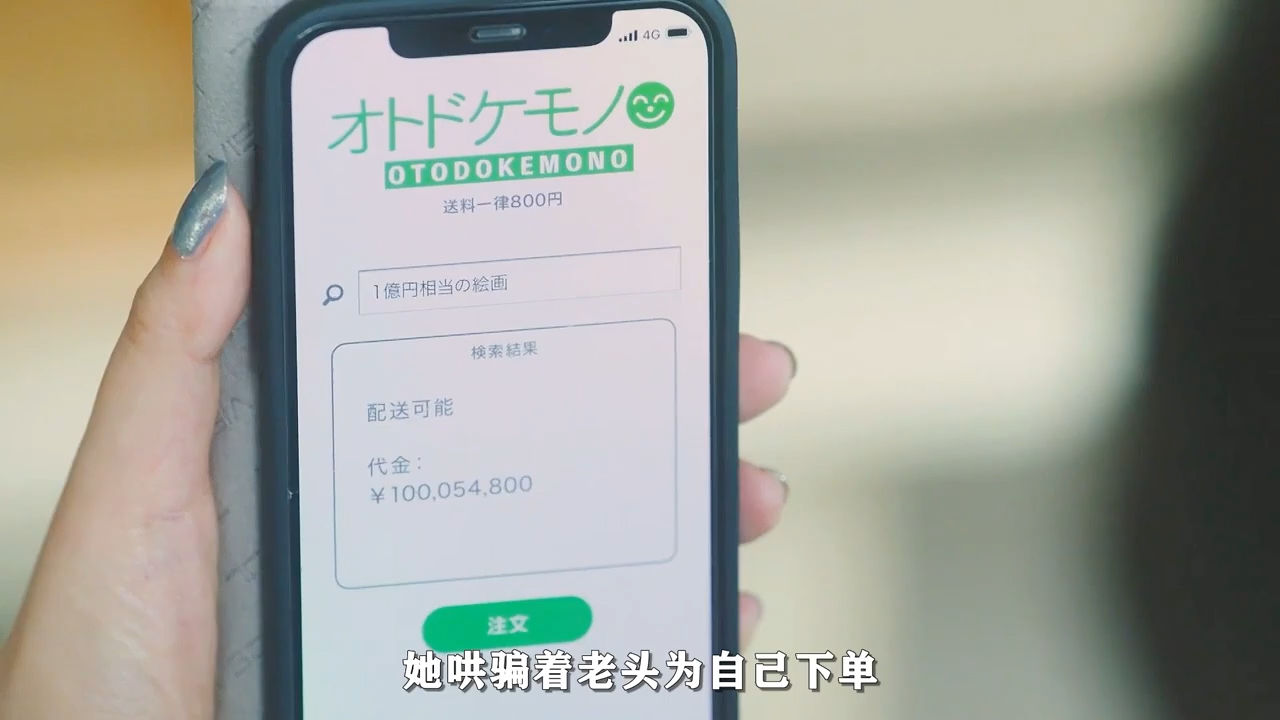 4G
オトドケモノ
OTODOKEMONO
送料一律800円
1億円相当の絵画
検索結果
配送可能
代金:
¥100,054,800
注文
她哄骗着老头为自己下单